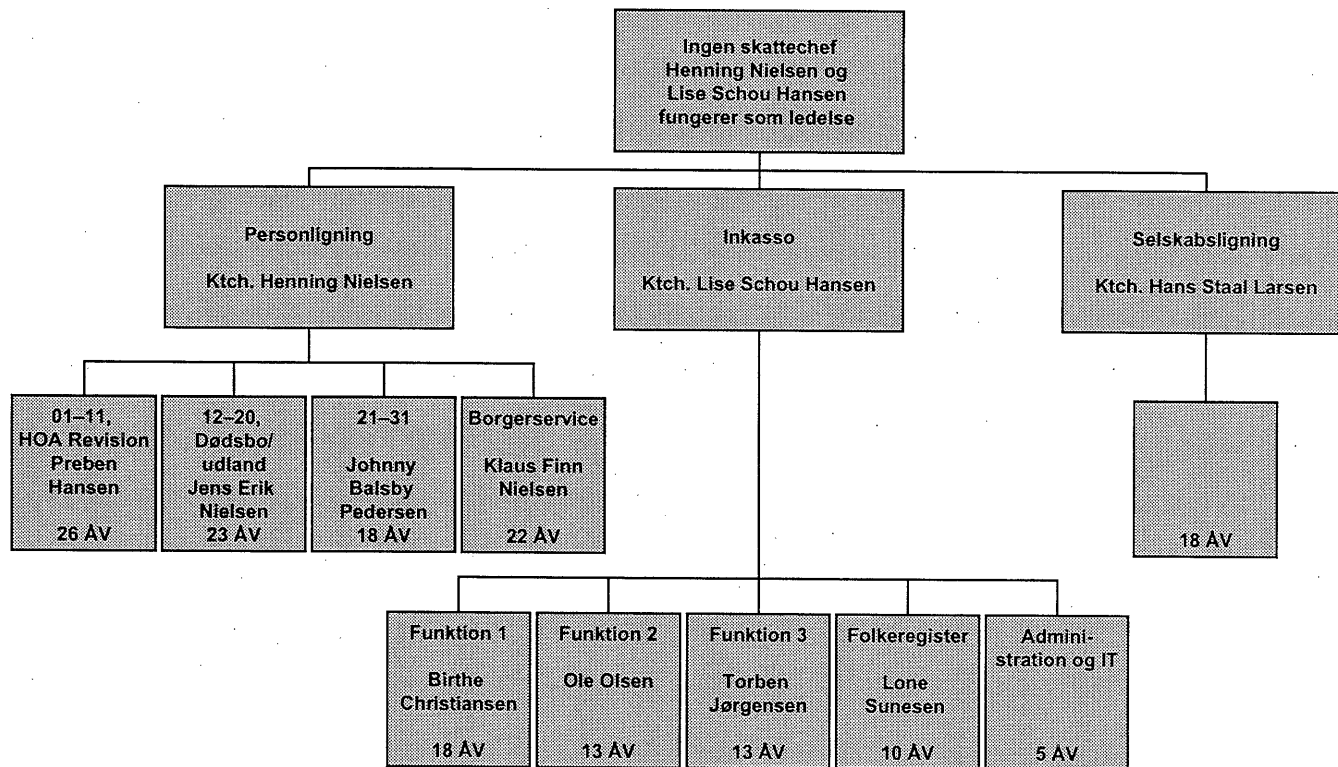 Ingen skattechef
Henning Nielsen og
Lise Schou Hansen
fungerer som ledelse
Personligning
Ktch. Henning Nielsen
Inkasso
Ktch. Lise Schou Hansen
Selskabsligning
Ktch. Hans Staal Larsen
01–11,
HOA Revision
Preben
Hansen
26 ÅV
12–20,
Dødsbo/
udland
Jens Erik
Nielsen
23 ÅV
21–31
Johnny
Balsby
Pedersen
18 ÅV
Borgerservice
Klaus Finn
Nielsen
22 ÅV
18 ÅV
Funktion 1
Birthe
Christiansen
18 ÅV
Funktion 2
Ole Olsen
13 ÅV
Funktion 3
Torben
Jørgensen
13 ÅV
Folkeregister
Lone
Sunesen
10 ÅV
Admini-
stration og IT
5 ÅV